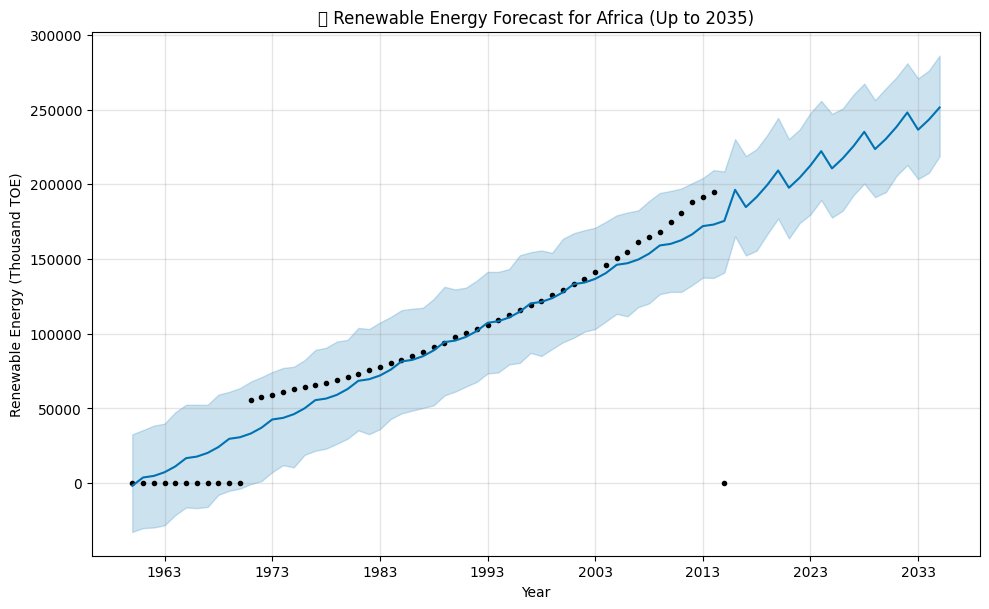 Renewable Energy Forecast for Africa (Up to 2035)
Renewable Energy (Thousand TOE)
300000
250000
200000
150000
100000
50000
0
1963 1973 1983 1993 2003 2013 2023 2033
Year